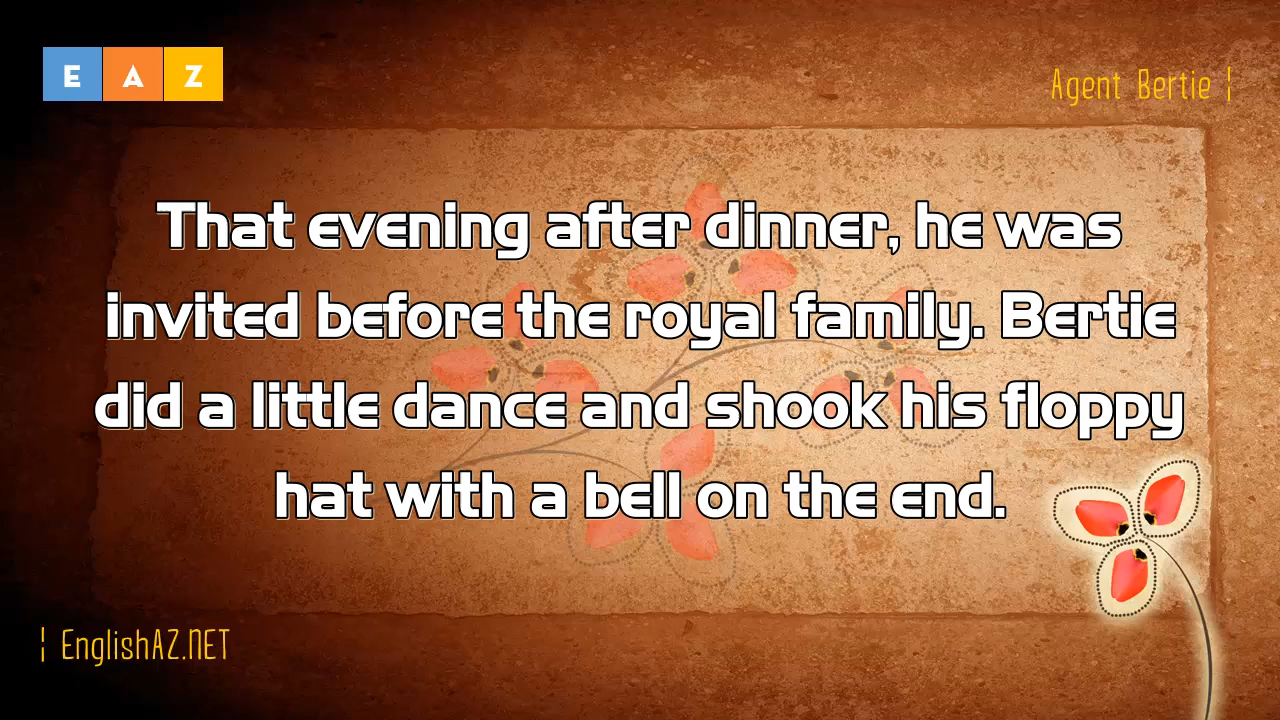 E A Z
Agent Bertie ¦
That evening after dinner, he was
invited before the royal family. Bertie
did a little dance and shook his floppy
hat with a bell on the end.
¦ EnglishAZ.NET